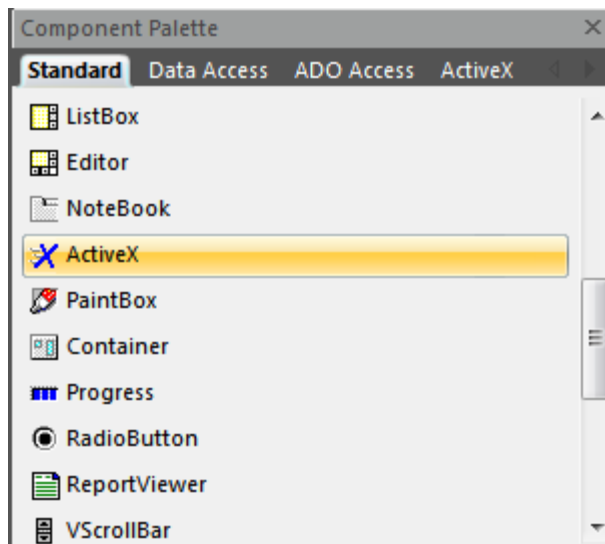 Component Palette
Standard Data Access ADO Access ActiveX
ListBox
Editor
NoteBook
ActiveX
PaintBox
Container
Progress
RadioButton
ReportViewer
VScrollBar